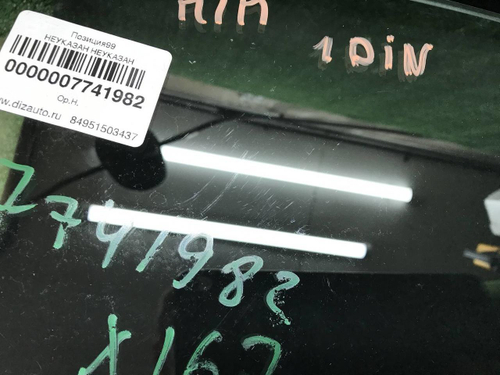 Позиция99
НЕУКАЗАН НЕУКАЗАН
0000007741982
Ор.Н.
www.dizauto.ru 84951503437
1 DiN
7741982